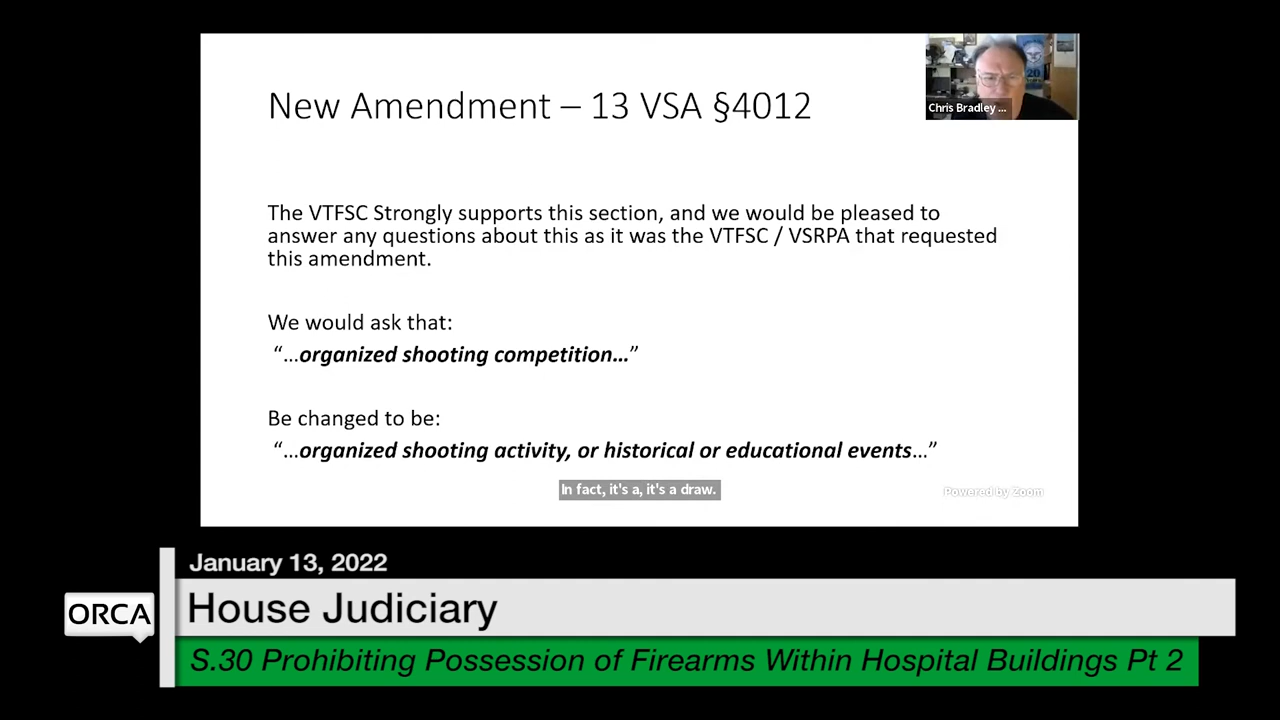 New Amendment – 13 VSA §4012
Chris Bradley ...
The VTFSC Strongly supports this section, and we would be pleased to
answer any questions about this as it was the VTFSC / VSRPA that requested
this amendment.
We would ask that:
“…organized shooting competition…”
Be changed to be:
“…organized shooting activity, or historical or educational events…”
In fact, it's a, it's a draw.
Powered by Zoom
January 13, 2022
ORCA
House Judiciary
S.30 Prohibiting Possession of Firearms Within Hospital Buildings Pt 2